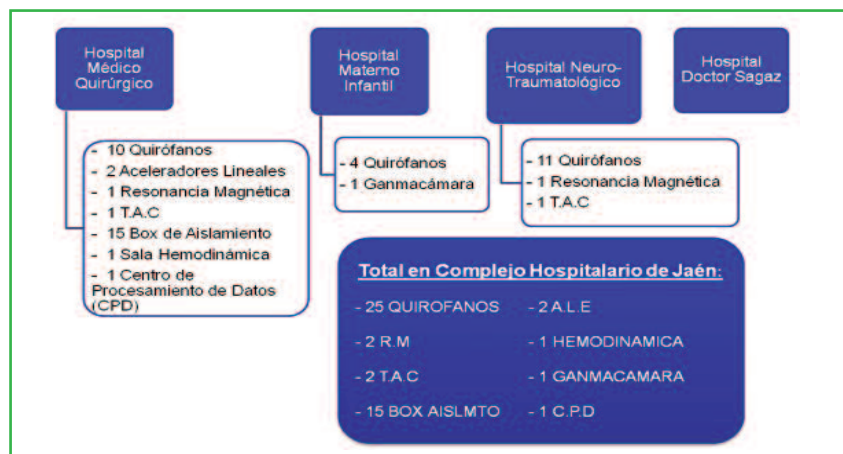 Hospital
Médico
Quirúrgico
Hospital
Materno
Infantil
Hospital Neuro-
Traumatológico
Hospital
Doctor Sagaz
- 10 Quirófanos
- 2 Aceleradores Lineales
- 1 Resonancia Magnética
- 1 T.A.C
- 15 Box de Aislamiento
- 1 Sala Hemodinámica
- 1 Centro de
Procesamiento de Datos
(CPD)
- 4 Quirófanos
- 1 Ganmacámara
- 11 Quirófanos
- 1 Resonancia Magnética
- 1 T.A.C
Total en Complejo Hospitalario de Jaén:
- 25 QUIROFANOS
- 2 R.M
- 2 T.A.C
- 15 BOX AISLMTO
- 2 A.L.E
- 1 HEMODINAMICA
- 1 GANMACAMARA
- 1 C.P.D